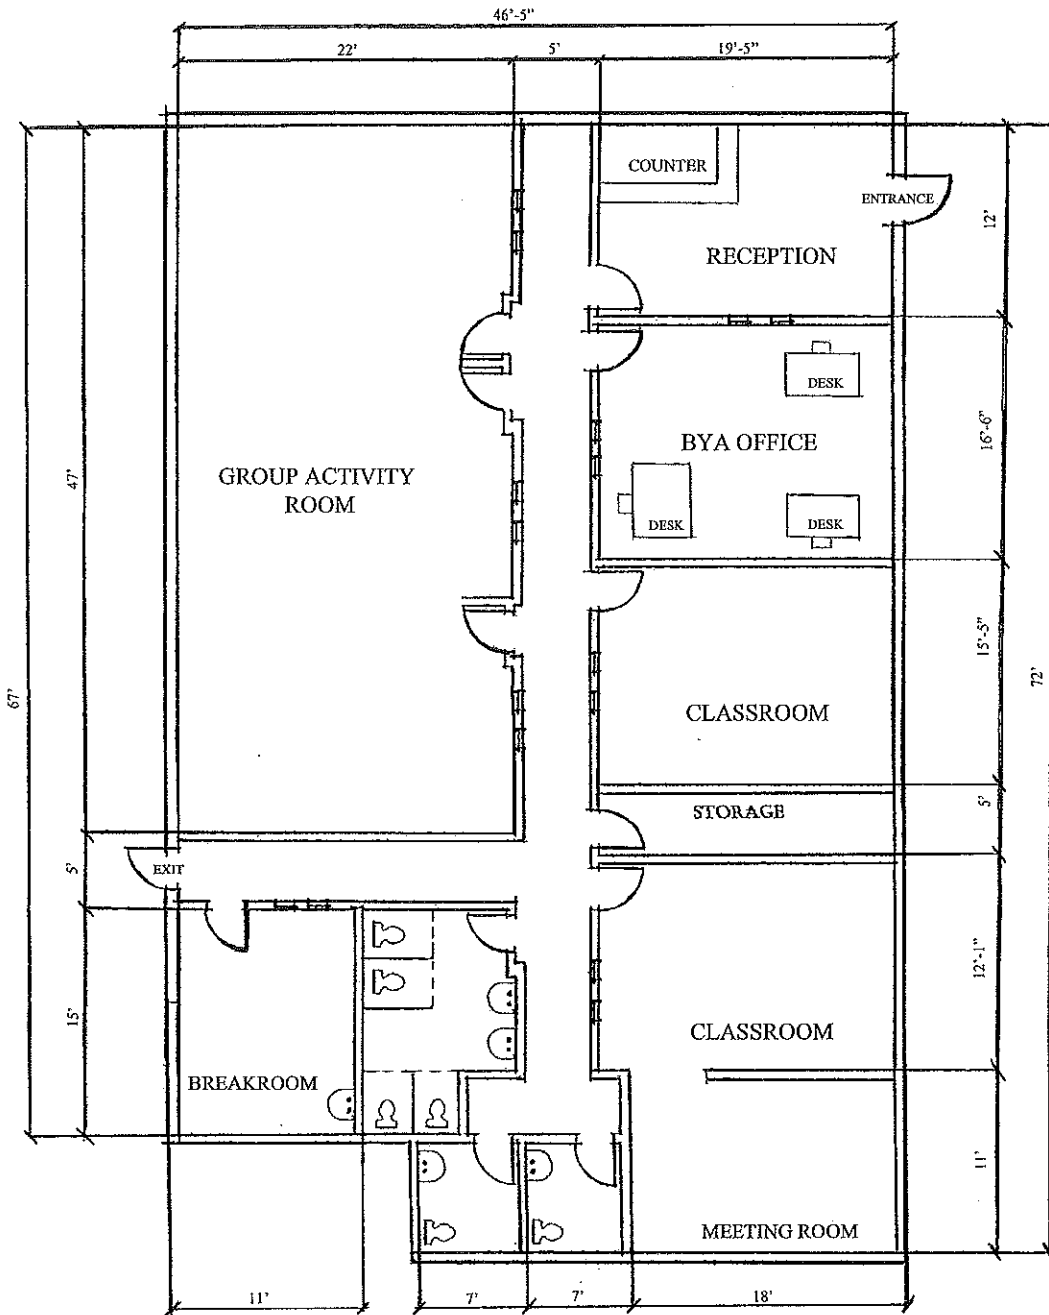 46'-5"
22'
5'
19'-5"
COUNTER
ENTRANCE
12'
RECEPTION
DESK
16'-6"
BYA OFFICE
47'
GROUP ACTIVITY
ROOM
DESK
DESK
15'-5"
67'
72'
CLASSROOM
STORAGE
5'
5'
EXIT
12'-1"
15'
CLASSROOM
BREAKROOM
11'
MEETING ROOM
11'
7'
7'
18'